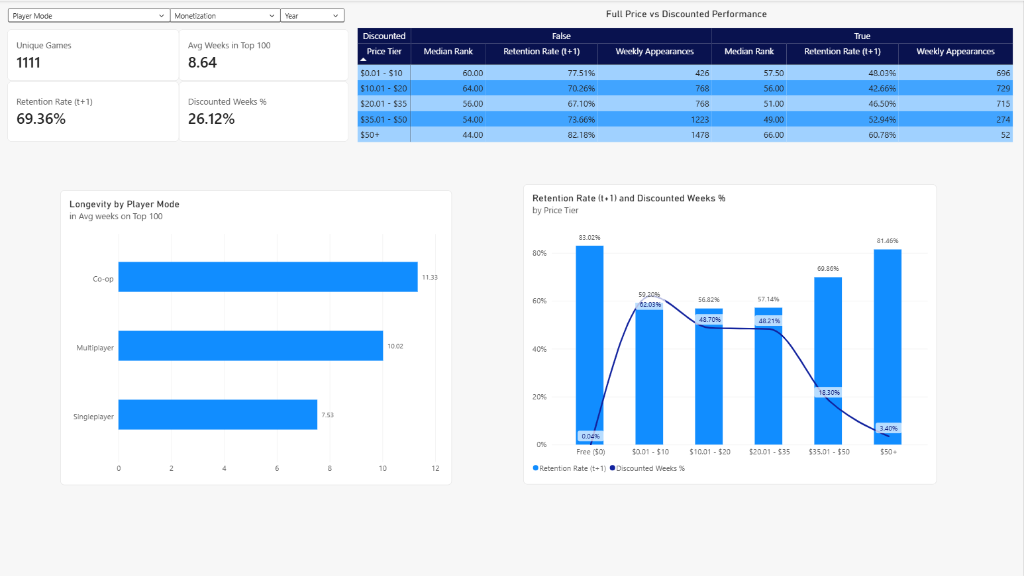 Player Mode
Monetization
Year
Full Price vs Discounted Performance
Unique Games
1111
Avg Weeks in Top 100
8.64
Retention Rate (t+1)
69.36%
Discounted Weeks %
26.12%
Discounted False True
Price Tier Median Rank Retention Rate (t+1) Weekly Appearances Median Rank Retention Rate (t+1) Weekly Appearances
$0.01 - $10 60.00 77.51% 426 57.50 48.03% 696
$10.01 - $20 64.00 70.26% 768 56.00 42.66% 729
$20.01 - $35 56.00 67.10% 768 51.00 46.50% 715
$35.01 - $50 54.00 73.66% 1223 49.00 52.94% 274
$50+ 44.00 82.18% 1478 66.00 60.78% 52
Longevity by Player Mode
in Avg weeks on Top 100
Co-op 11.33
Multiplayer 10.02
Singleplayer 7.53
0 2 4 6 8 10 12
Retention Rate (t+1) and Discounted Weeks %
by Price Tier
83.02% 59.20% 56.82% 57.14% 69.86% 81.46%
0.04% 62.03% 48.70% 48.21% 18.30% 3.40%
80%
60%
40%
20%
0%
Free ($0) $0.01 - $10 $10.01 - $20 $20.01 - $35 $35.01 - $50 $50+
Retention Rate (t+1) Discounted Weeks %